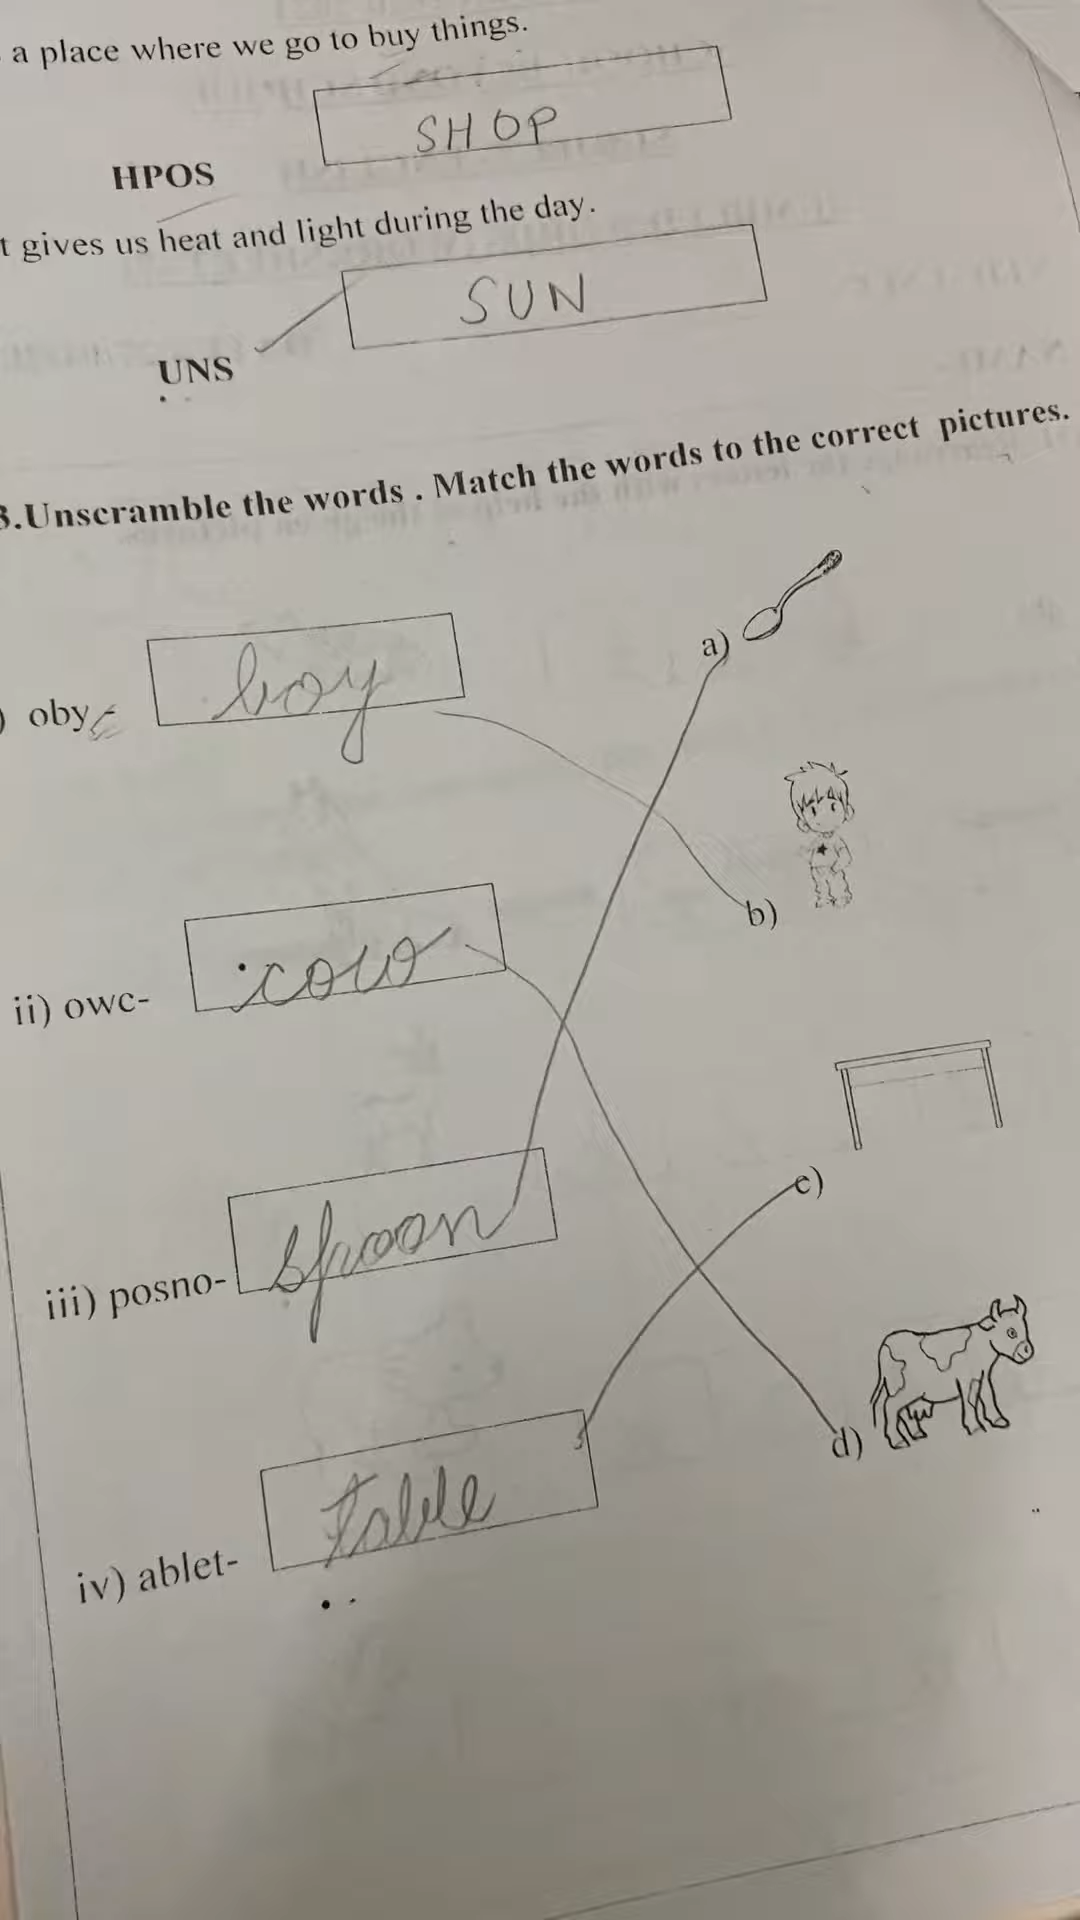 a place where we go to buy things.
SHOP
HPOS
t gives us heat and light during the day.
SUN
UNS
3.Unscramble the words . Match the words to the correct pictures.
a)
) oby- boy
b)
ii) owc- cow
c)
iii) posno- spoon
d)
iv) ablet- table